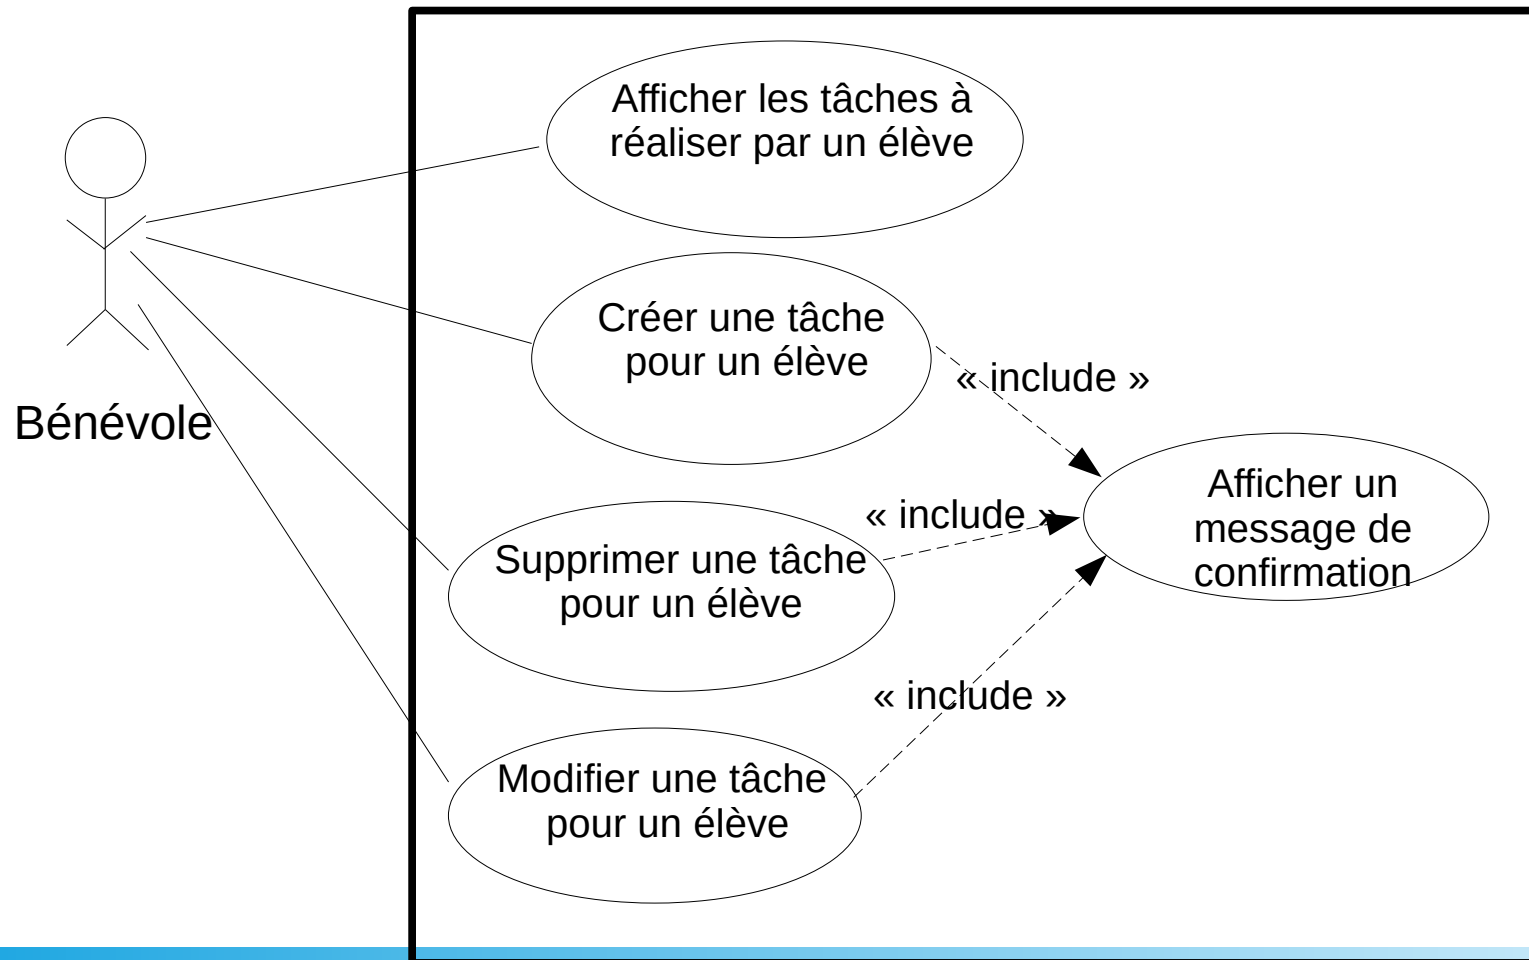 Afficher les tâches à
réaliser par un élève
Créer une tâche
pour un élève
« include »
Bénévole
Afficher un
message de
confirmation
« include »
Supprimer une tâche
pour un élève
« include »
Modifier une tâche
pour un élève